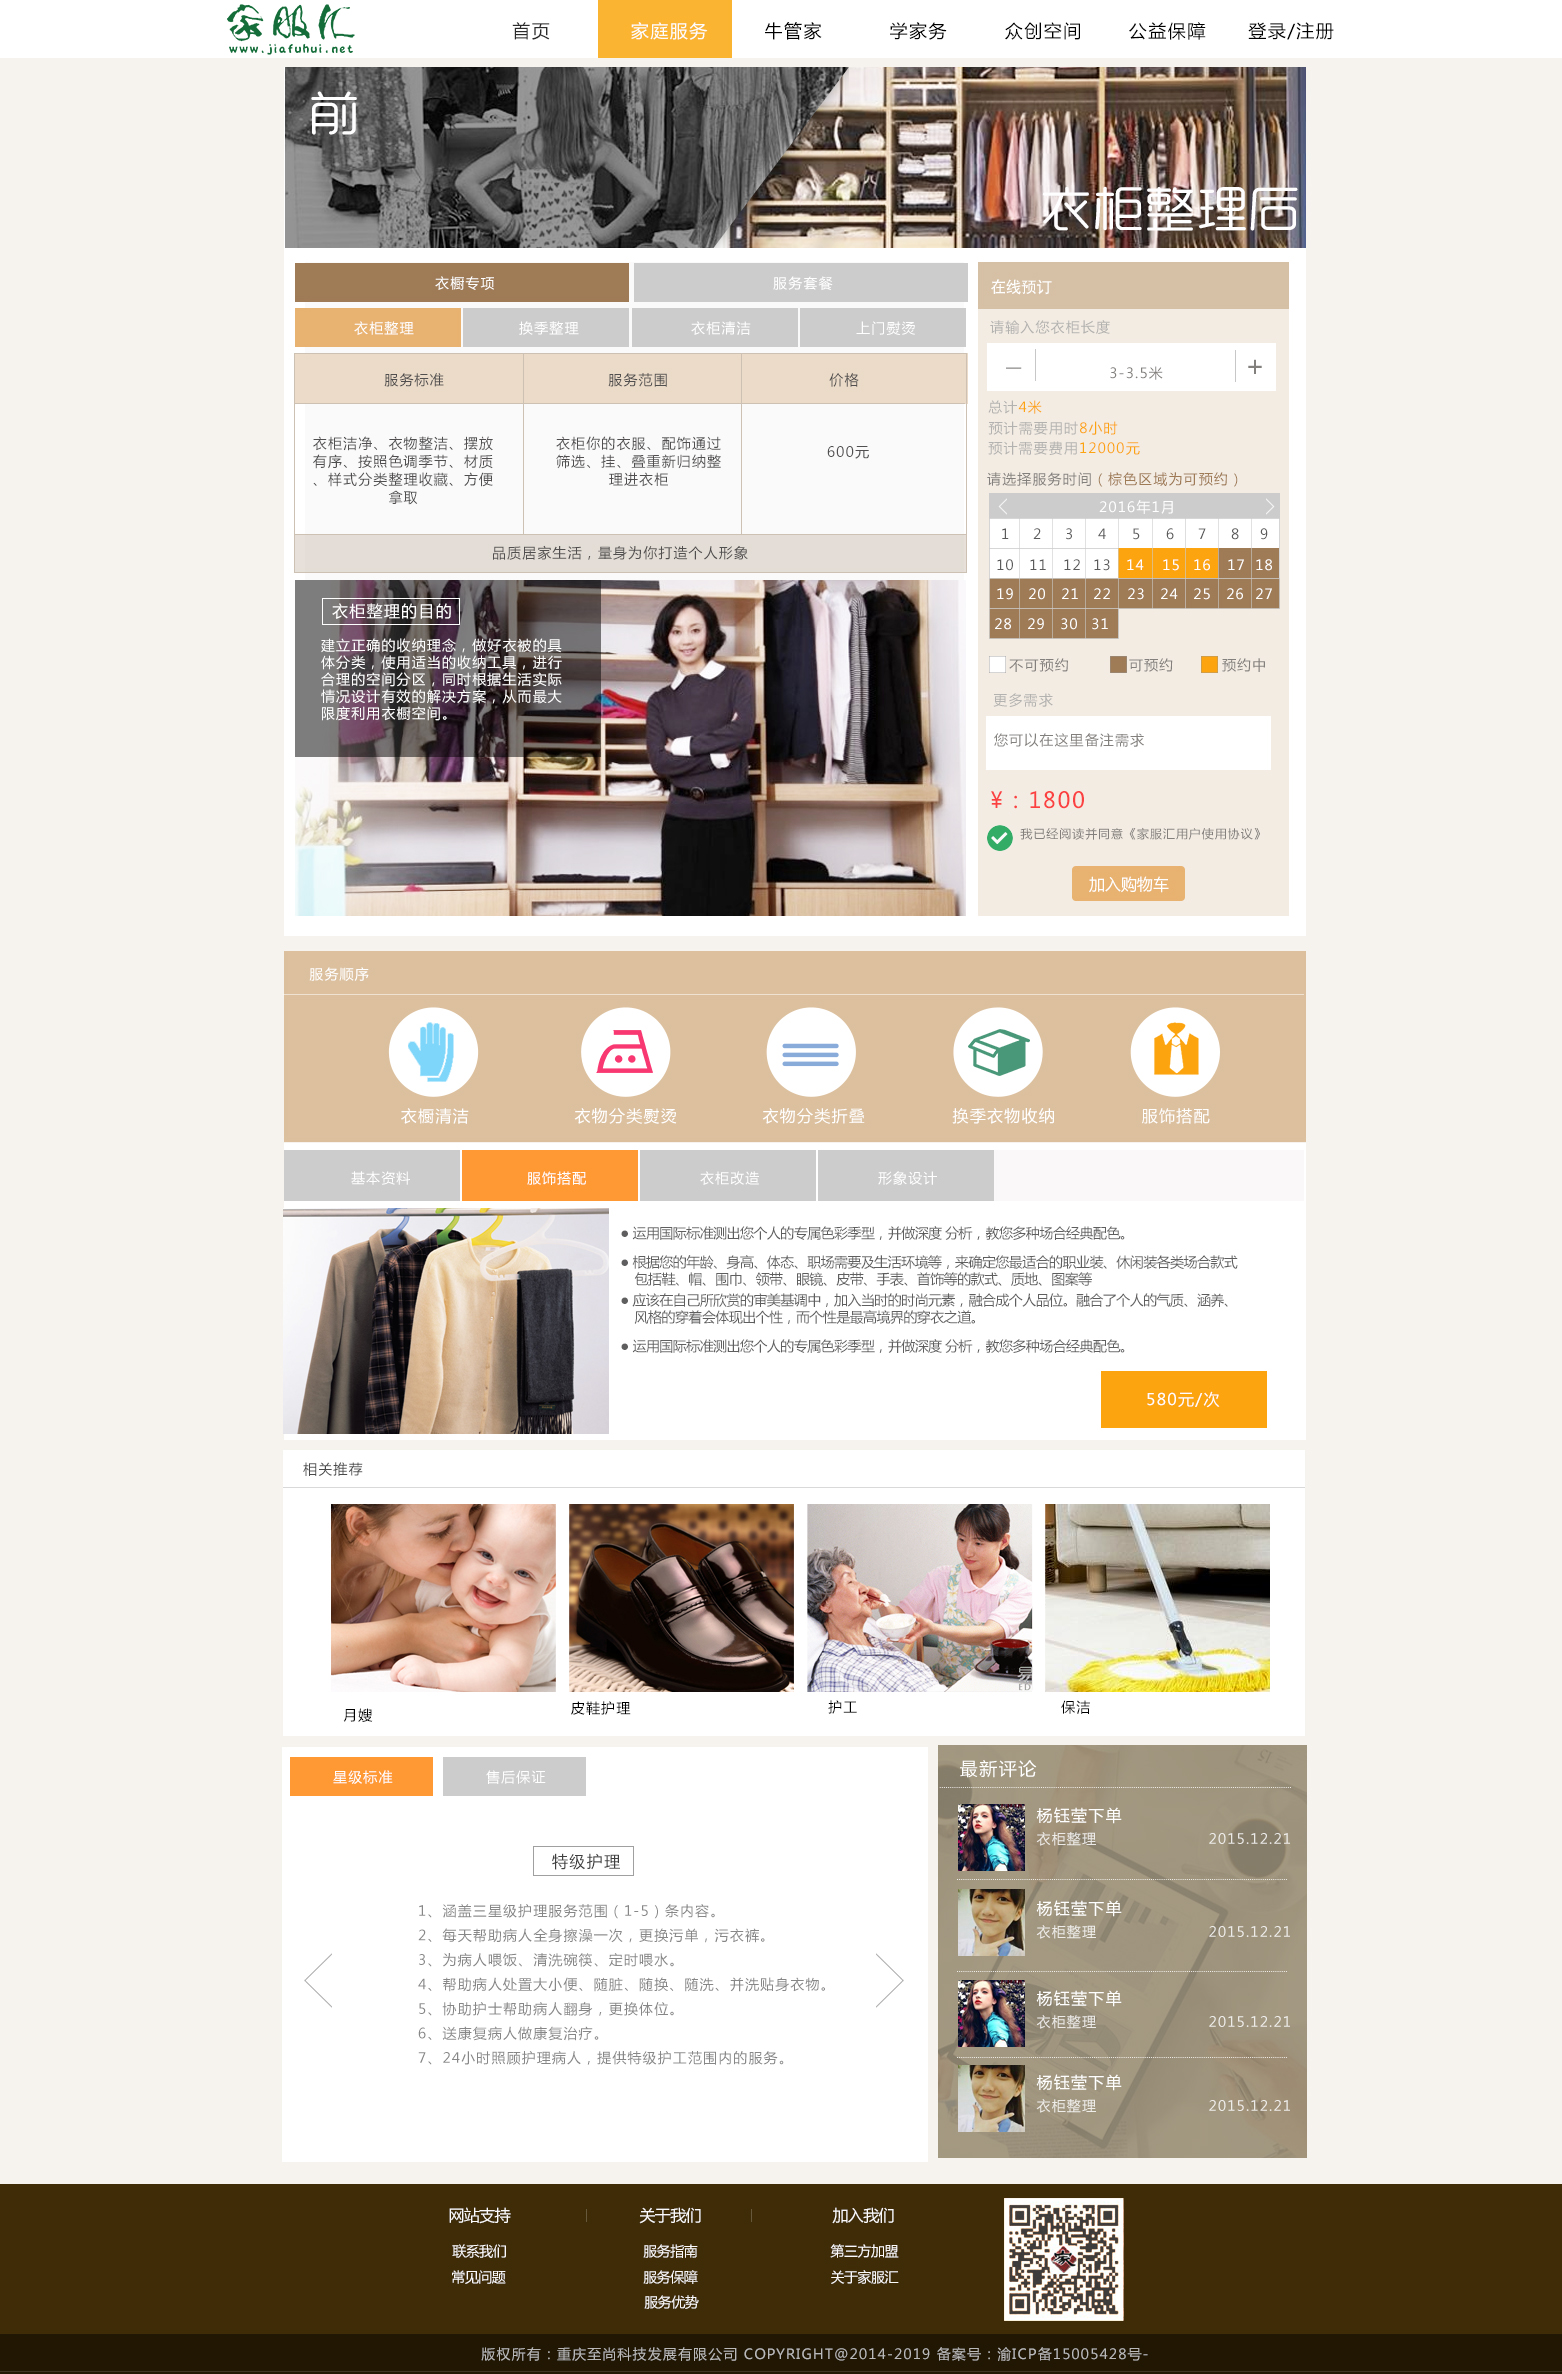 家服汇
www.jiafuhui.net
首页
家庭服务
牛管家
学家务
众创空间
公益保障
登录/注册
前
衣柜整理后
衣橱专项
服务套餐
衣柜整理
换季整理
衣柜清洁
上门熨烫
服务标准
服务范围
价格
衣柜洁净、衣物整洁、摆放
有序、按照色调季节、材质
、样式分类整理收藏、方便
拿取
衣柜你的衣服、配饰通过
筛选、挂、叠重新归纳整
理进衣柜
600元
品质居家生活，量身为你打造个人形象
衣柜整理的目的
建立正确的收纳理念，做好衣被的具
体分类，使用适当的收纳工具，进行
合理的空间分区，同时根据生活实际
情况设计有效的解决方案，从而最大
限度利用衣橱空间。
在线预订
请输入您衣柜长度
— 3-3.5米 +
总计4米
预计需要用时8小时
预计需要费用12000元
请选择服务时间（棕色区域为可预约）
2016年1月
1 2 3 4 5 6 7 8 9
10 11 12 13 14 15 16 17 18
19 20 21 22 23 24 25 26 27
28 29 30 31
不可预约
可预约
预约中
更多需求
您可以在这里备注需求
¥：1800
我已经阅读并同意《家服汇用户使用协议》
加入购物车
服务顺序
衣橱清洁
衣物分类熨烫
衣物分类折叠
换季衣物收纳
服饰搭配
基本资料
服饰搭配
衣柜改造
形象设计
● 运用国际标准测出您个人的专属色彩季型，并做深度 分析，教您多种场合经典配色。
● 根据您的年龄、身高、体态、职场需要及生活环境等，来确定您最适合的职业装、休闲装各类场合款式
包括鞋、帽、围巾、领带、眼镜、皮带、手表、首饰等的款式、质地、图案等
● 应该在自己所欣赏的审美基调中，加入当时的时尚元素，融合成个人品位。融合了个人的气质、涵养、
风格的穿着会体现出个性，而个性是最高境界的穿衣之道。
● 运用国际标准测出您个人的专属色彩季型，并做深度 分析，教您多种场合经典配色。
580元/次
相关推荐
月嫂
皮鞋护理
护工
保洁
星级标准
售后保证
特级护理
1、涵盖三星级护理服务范围（1-5）条内容。
2、每天帮助病人全身擦澡一次，更换污单，污衣裤。
3、为病人喂饭、清洗碗筷、定时喂水。
4、帮助病人处置大小便、随脏、随换、随洗、并洗贴身衣物。
5、协助护士帮助病人翻身，更换体位。
6、送康复病人做康复治疗。
7、24小时照顾护理病人，提供特级护工范围内的服务。
最新评论
杨钰莹下单
衣柜整理 2015.12.21
杨钰莹下单
衣柜整理 2015.12.21
杨钰莹下单
衣柜整理 2015.12.21
杨钰莹下单
衣柜整理 2015.12.21
网站支持
联系我们
常见问题
关于我们
服务指南
服务保障
服务优势
加入我们
第三方加盟
关于家服汇
版权所有：重庆至尚科技发展有限公司 COPYRIGHT@2014-2019 备案号：渝ICP备15005428号-